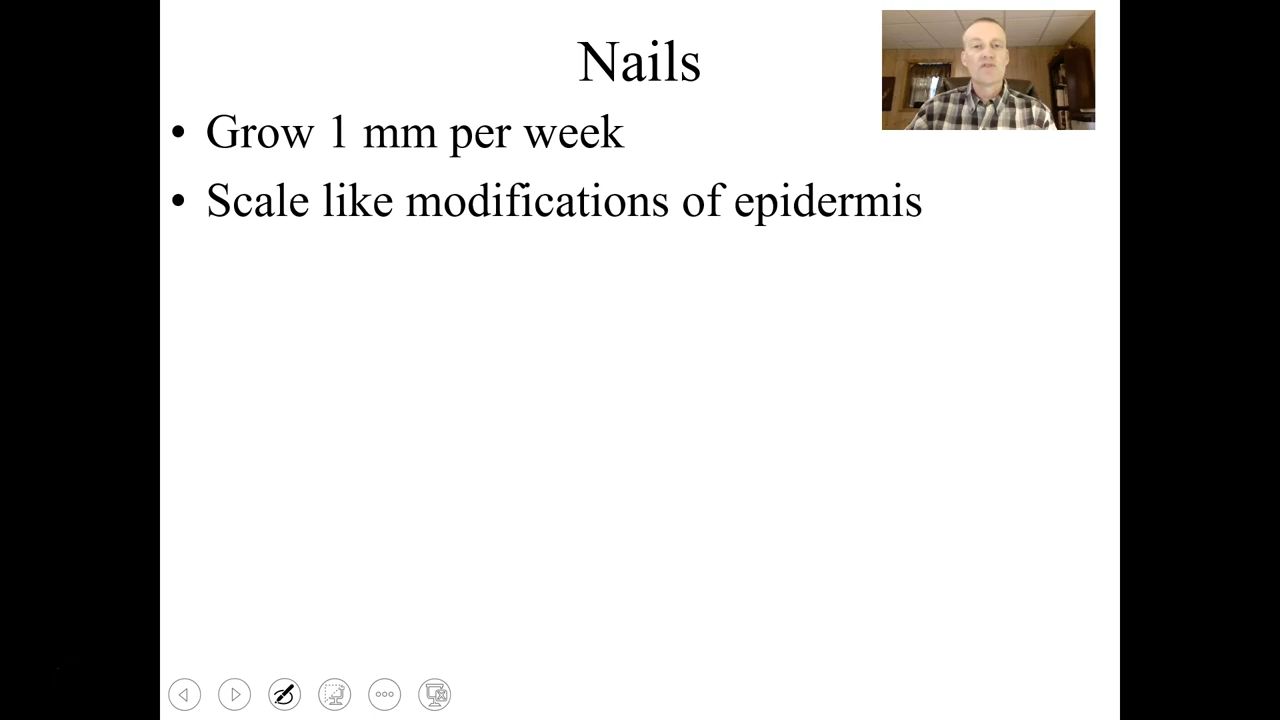 Nails
• Grow 1 mm per week
• Scale like modifications of epidermis